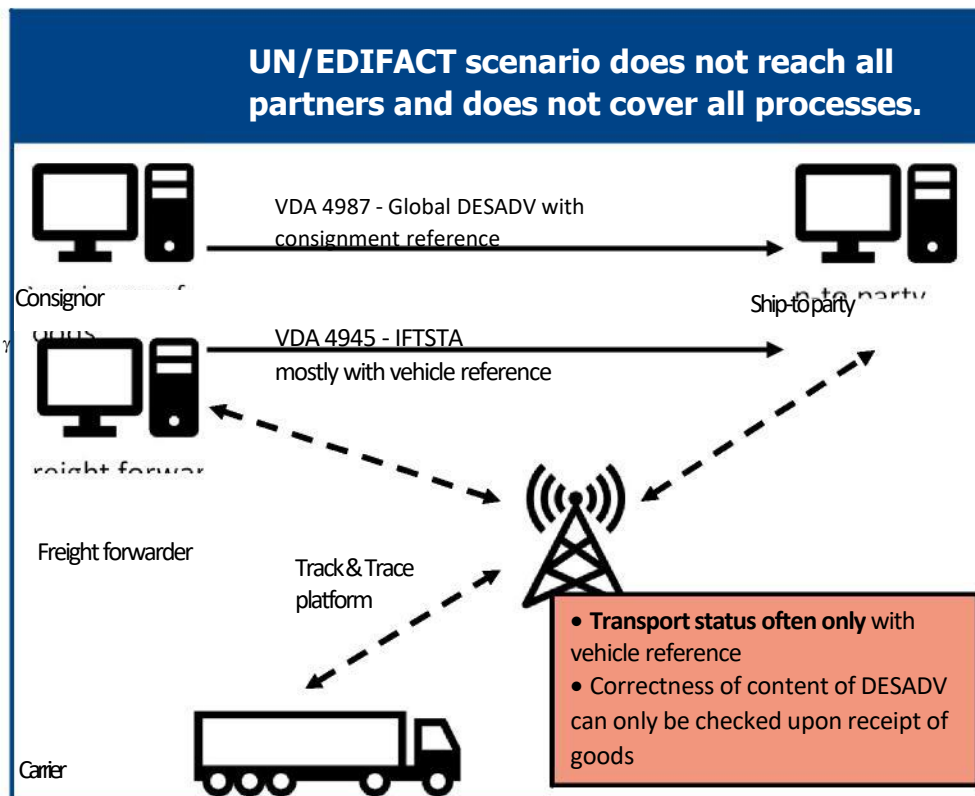 UN/EDIFACT scenario does not reach all
partners and does not cover all processes.
VDA 4987 - Global DESADV with
consignment reference
Consignor
Ship-to party
VDA 4945 - IFTSTA
mostly with vehicle reference
Freight forwarder
Track & Trace
platform
• Transport status often only with
vehicle reference
• Correctness of content of DESADV
can only be checked upon receipt of
goods
Carrier